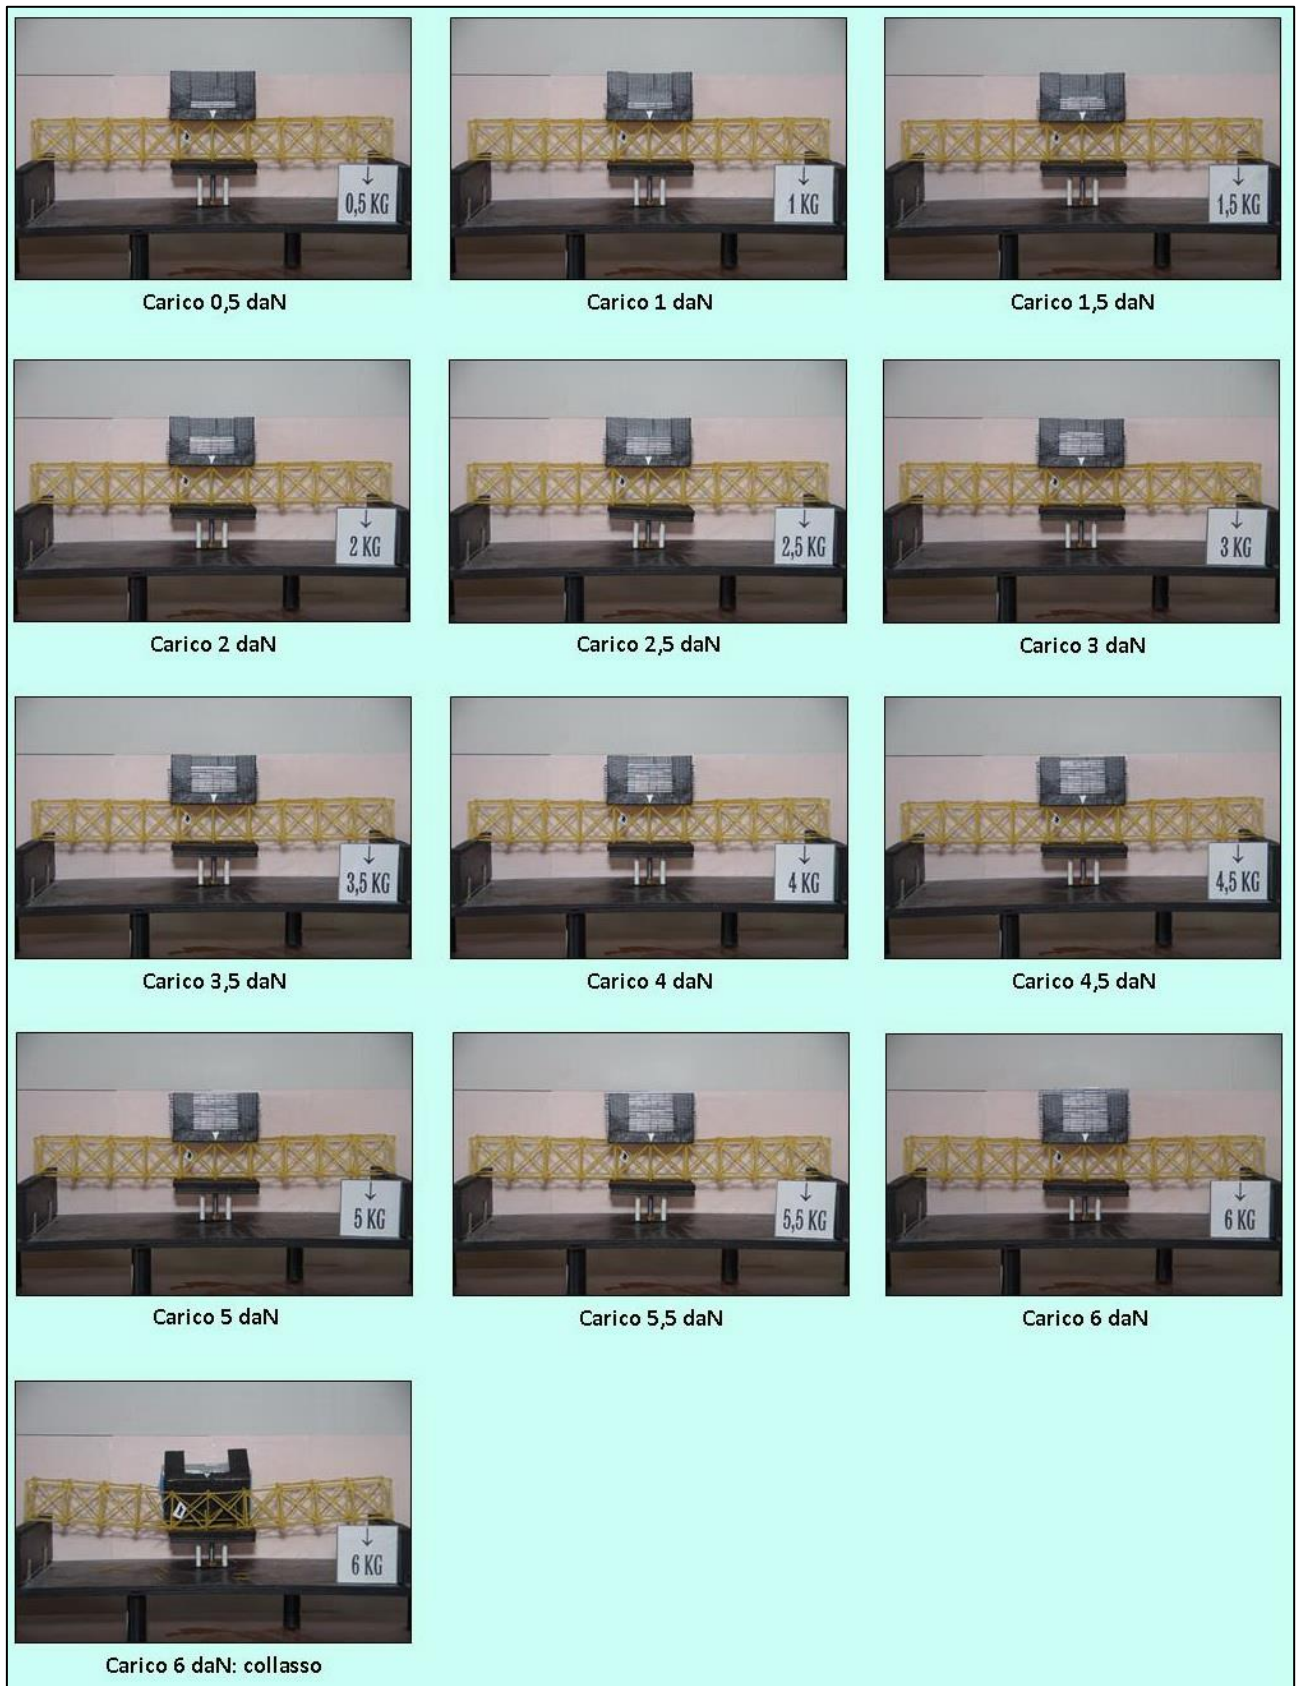 0,5 KG
1 KG
1,5 KG
Carico 0,5 daN
Carico 1 daN
Carico 1,5 daN
2 KG
2,5 KG
3 KG
Carico 2 daN
Carico 2,5 daN
Carico 3 daN
3,5 KG
4 KG
4,5 KG
Carico 3,5 daN
Carico 4 daN
Carico 4,5 daN
5 KG
5,5 KG
6 KG
Carico 5 daN
Carico 5,5 daN
Carico 6 daN
6 KG
Carico 6 daN: collasso